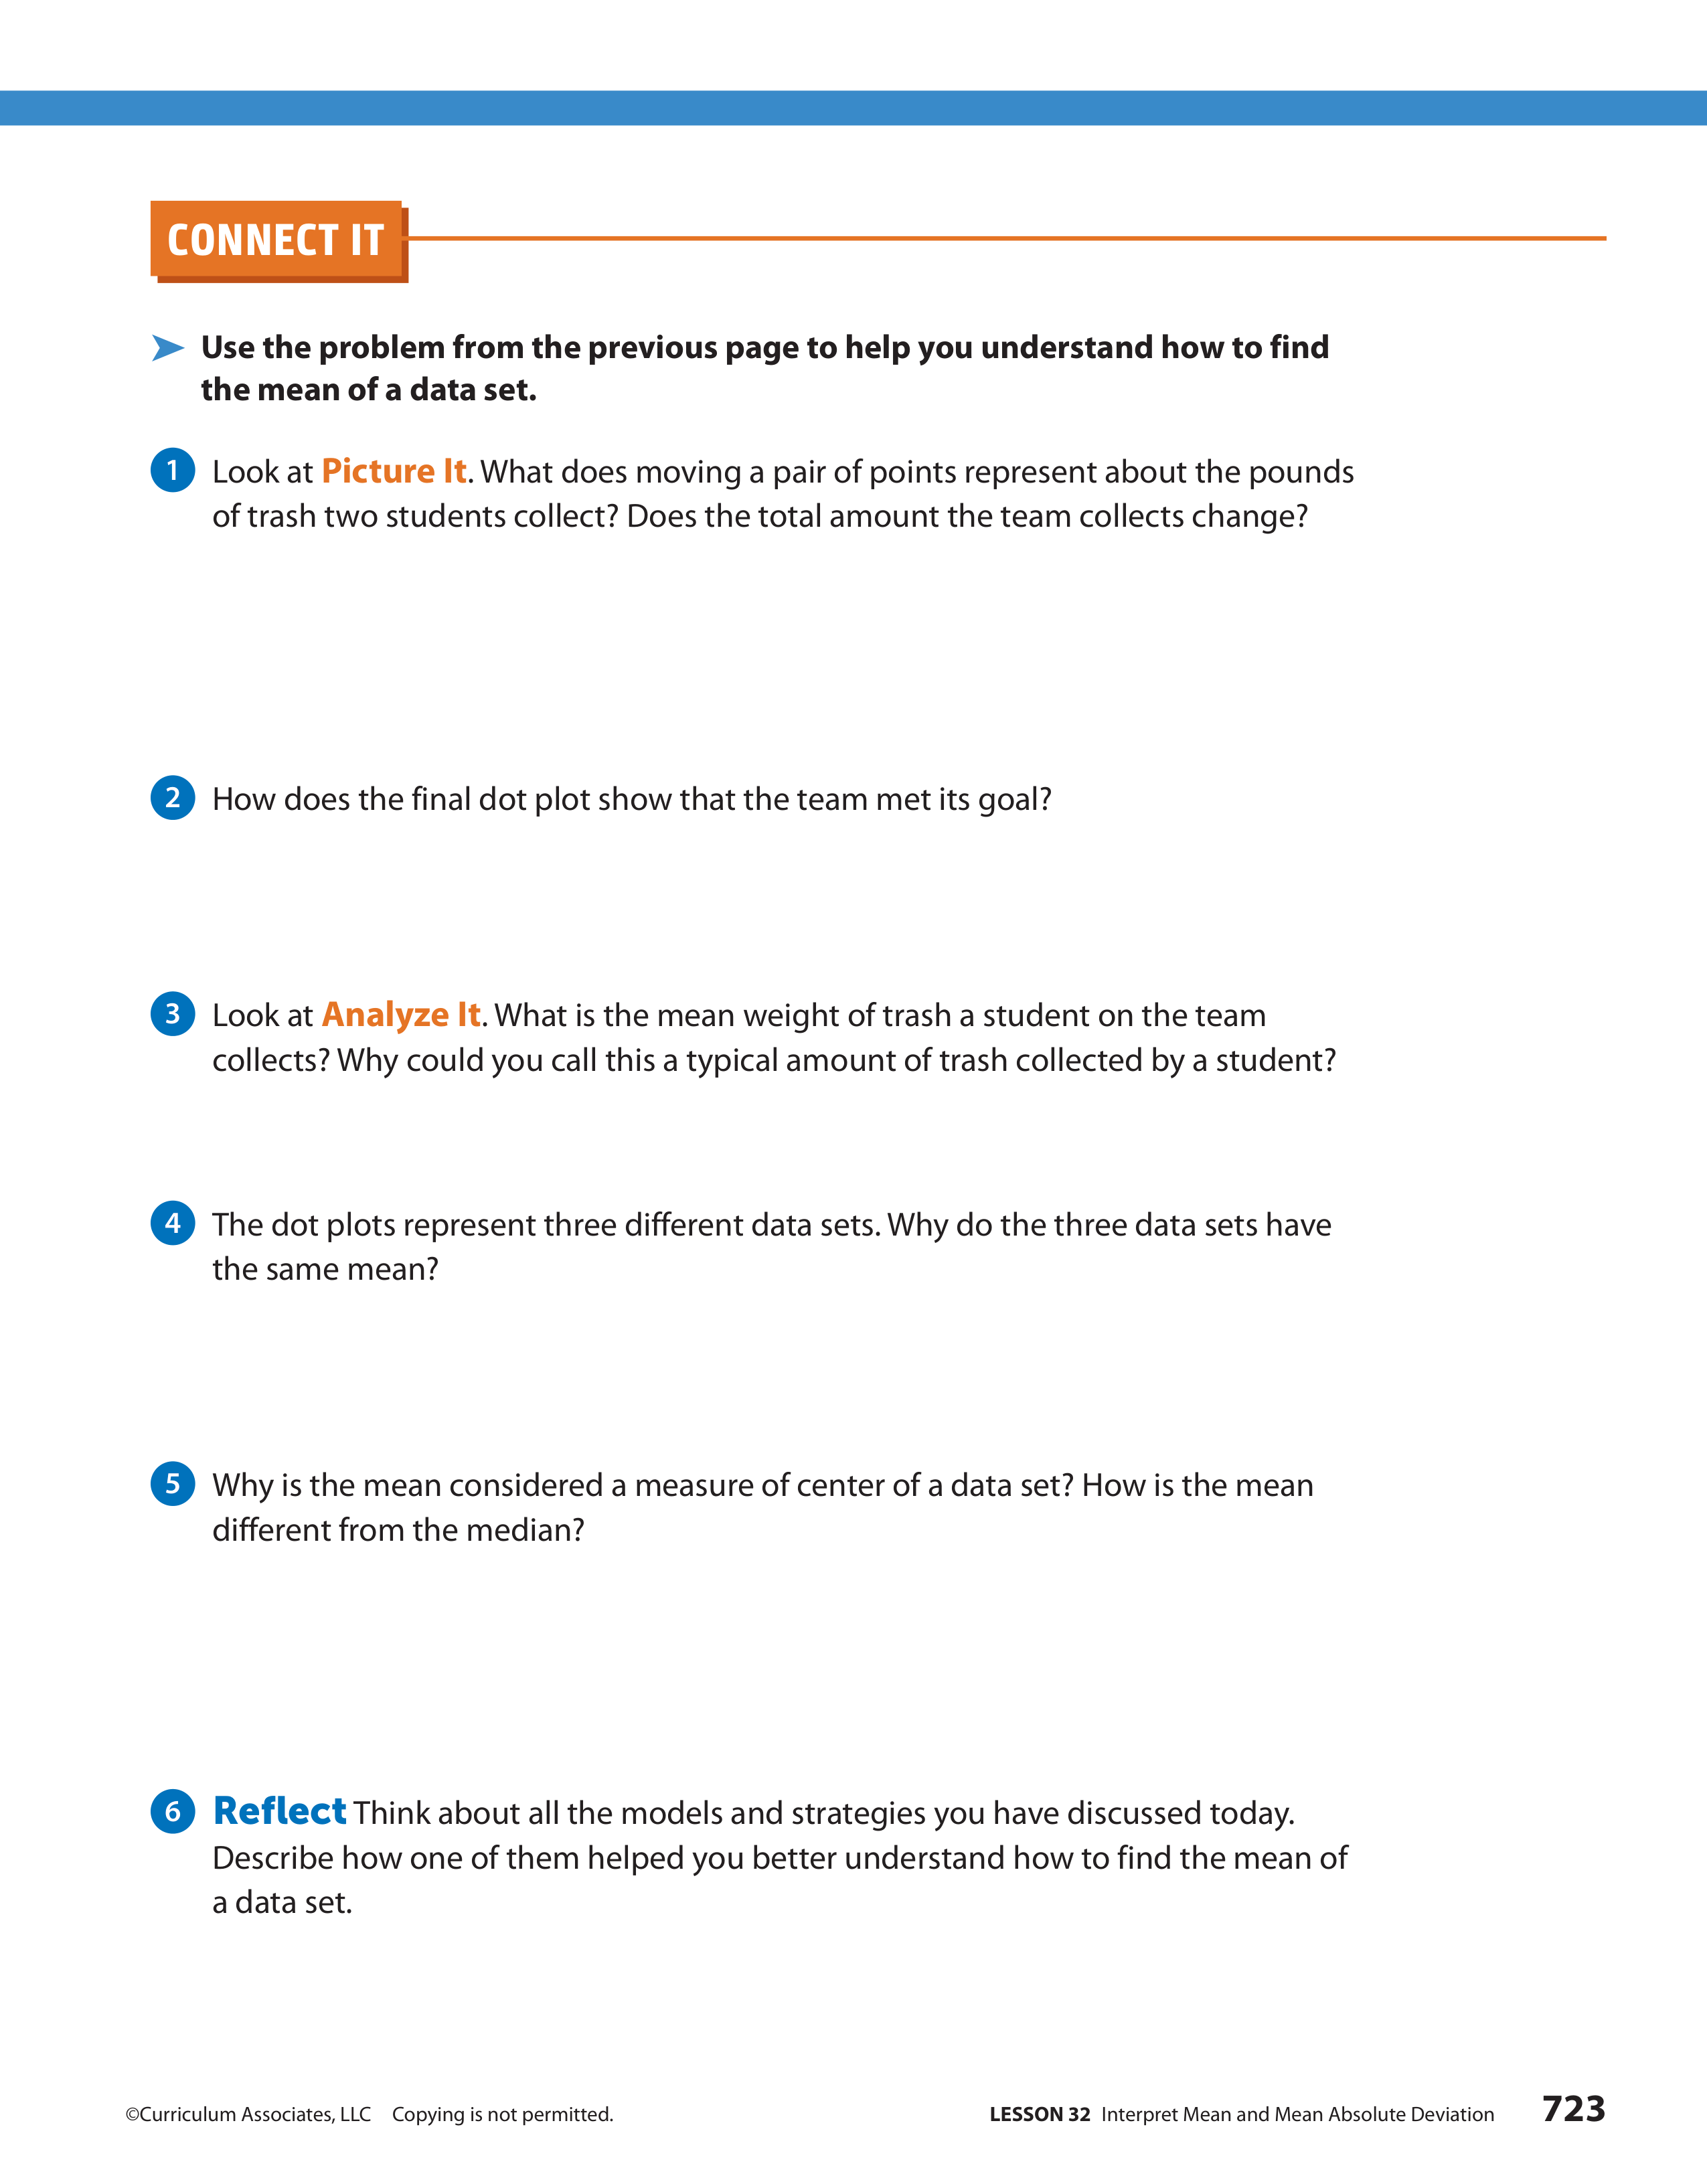 CONNECT IT
Use the problem from the previous page to help you understand how to find
the mean of a data set.
1 Look at Picture It. What does moving a pair of points represent about the pounds
of trash two students collect? Does the total amount the team collects change?
2 How does the final dot plot show that the team met its goal?
3 Look at Analyze It. What is the mean weight of trash a student on the team
collects? Why could you call this a typical amount of trash collected by a student?
4 The dot plots represent three different data sets. Why do the three data sets have
the same mean?
5 Why is the mean considered a measure of center of a data set? How is the mean
different from the median?
6 Reflect Think about all the models and strategies you have discussed today.
Describe how one of them helped you better understand how to find the mean of
a data set.
©Curriculum Associates, LLC Copying is not permitted. LESSON 32 Interpret Mean and Mean Absolute Deviation 723